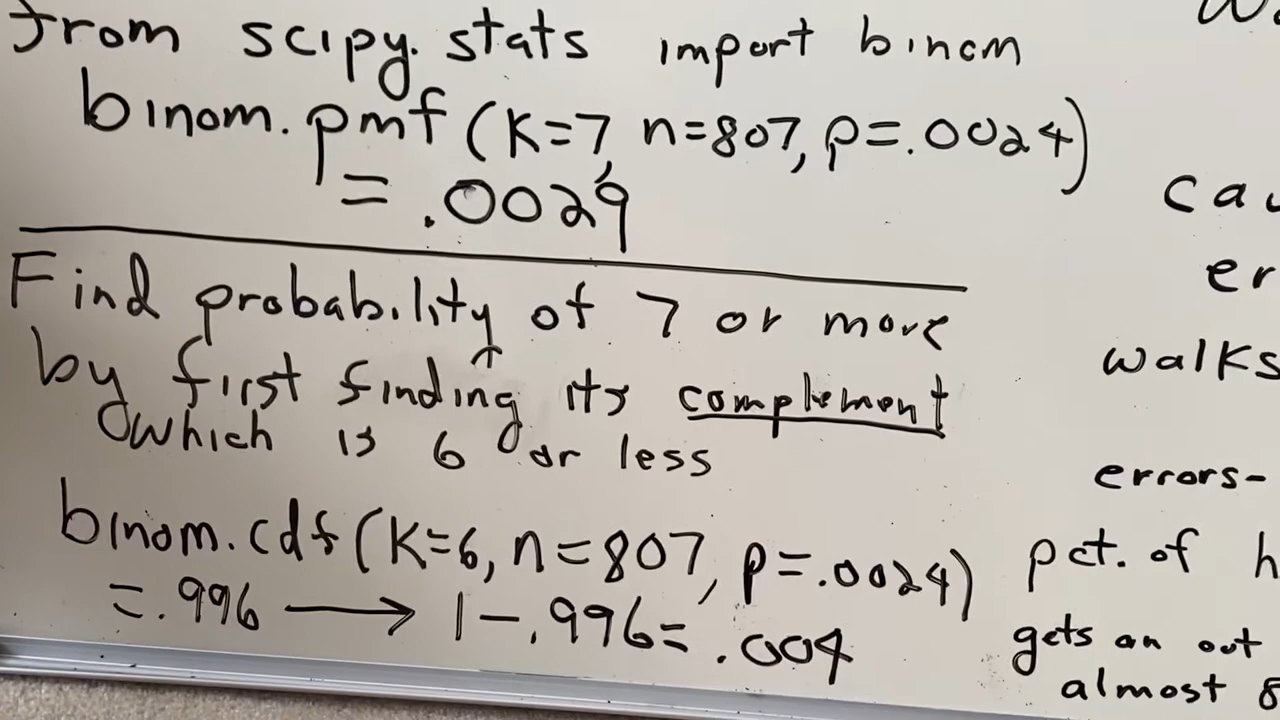 from scipy.stats import binom
binom.pmf(K=7, n=807, p=.0024)
=.0029
Find probability of 7 or more
by first finding its complement
which is 6 or less
binom.cdf(K=6, n=807, p=.0024)
=.996 → 1-.996=.004
er
walks
errors-
pct. of h
gets an out
almost 8